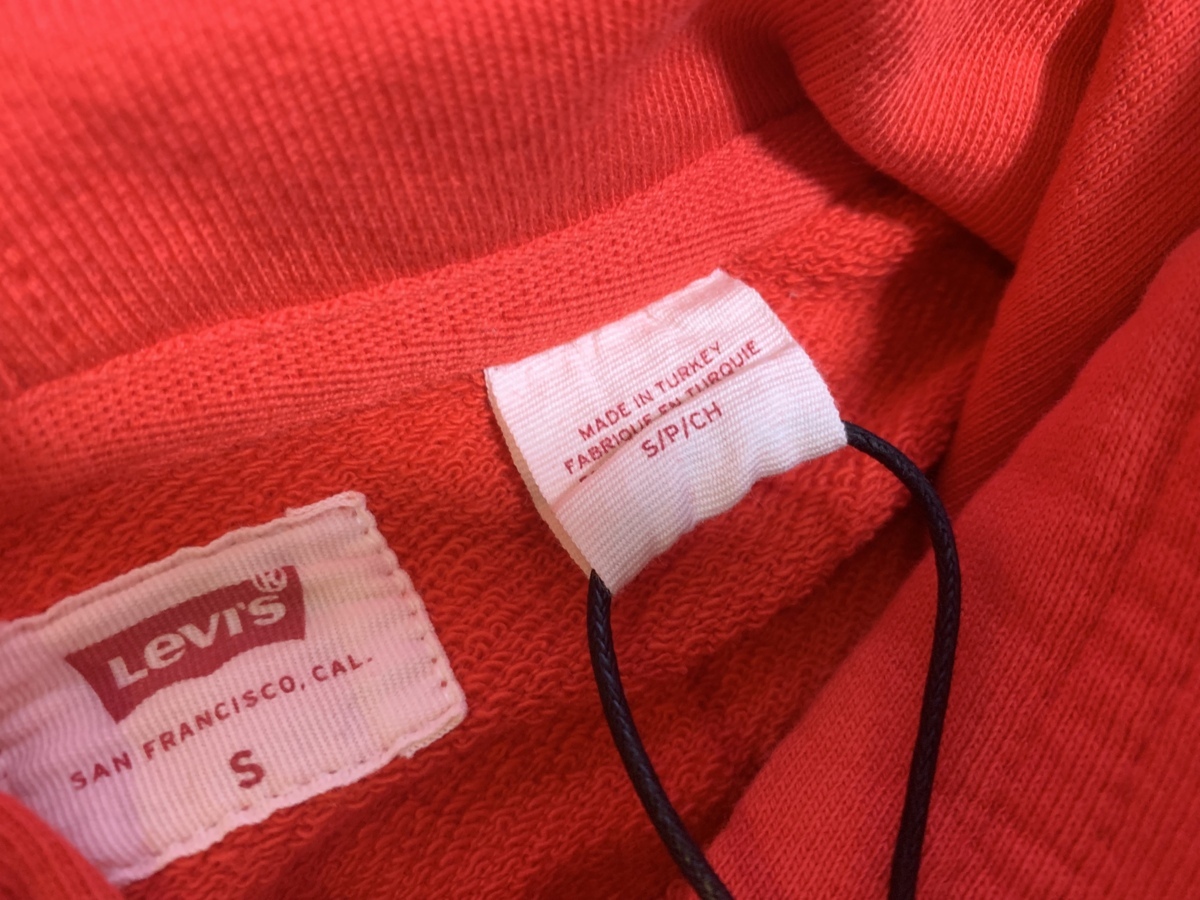 MADE IN TURKEY
FABRIQUE EN TURQUIE
S/P/CH
Levi's®
SAN FRANCISCO, CAL.
S